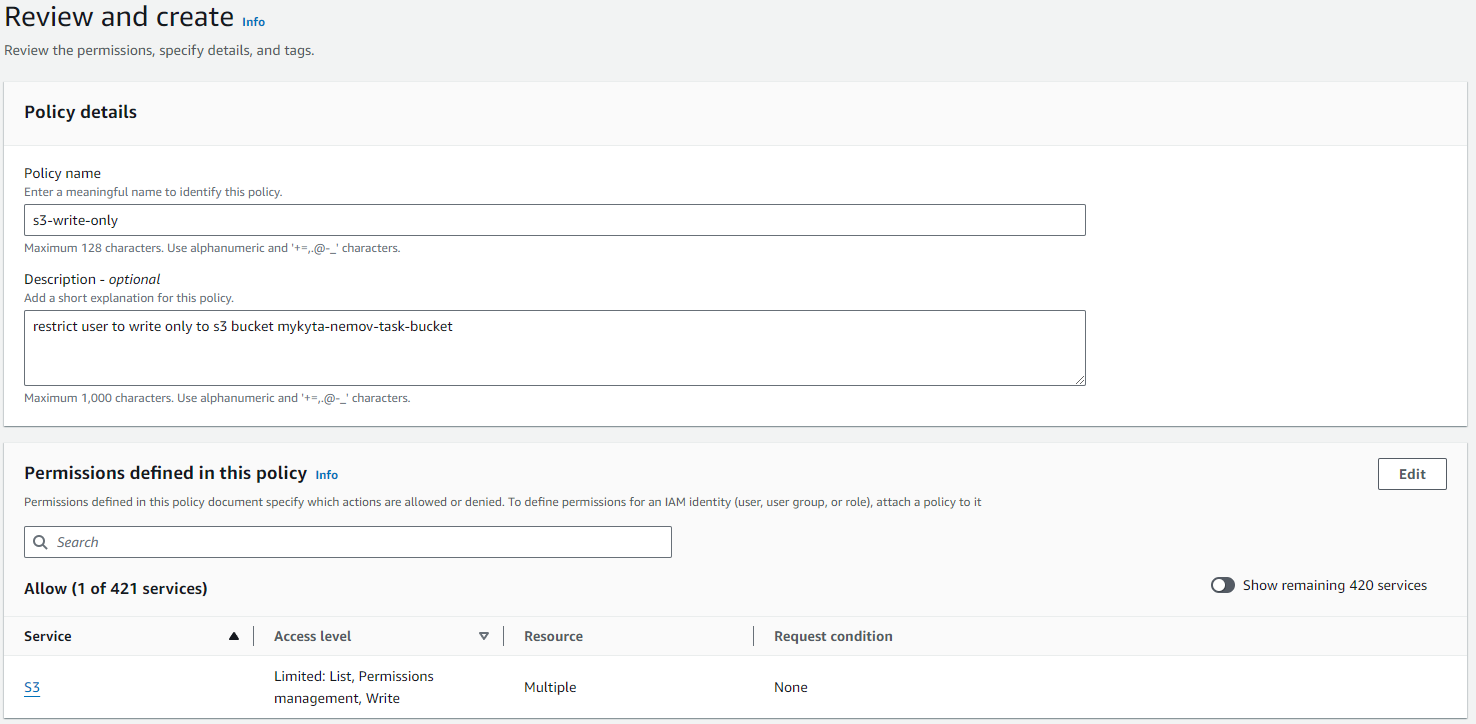 Review and create Info
Review the permissions, specify details, and tags.
Policy details
Policy name
Enter a meaningful name to identify this policy.
s3-write-only
Maximum 128 characters. Use alphanumeric and '+=,.@-_' characters.
Description - optional
Add a short explanation for this policy.
restrict user to write only to s3 bucket mykyta-nemov-task-bucket
Maximum 1,000 characters. Use alphanumeric and '+=,.@-_' characters.
Permissions defined in this policy Info
Edit
Permissions defined in this policy document specify which actions are allowed or denied. To define permissions for an IAM identity (user, user group, or role), attach a policy to it
Search
Allow (1 of 421 services)
Show remaining 420 services
Service Access level Resource Request condition
S3 Limited: List, Permissions management, Write Multiple None